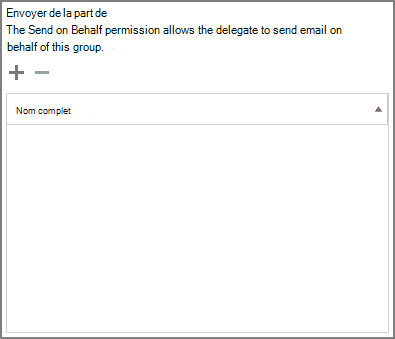 Envoyer de la part de
The Send on Behalf permission allows the delegate to send email on
behalf of this group.
Nom complet